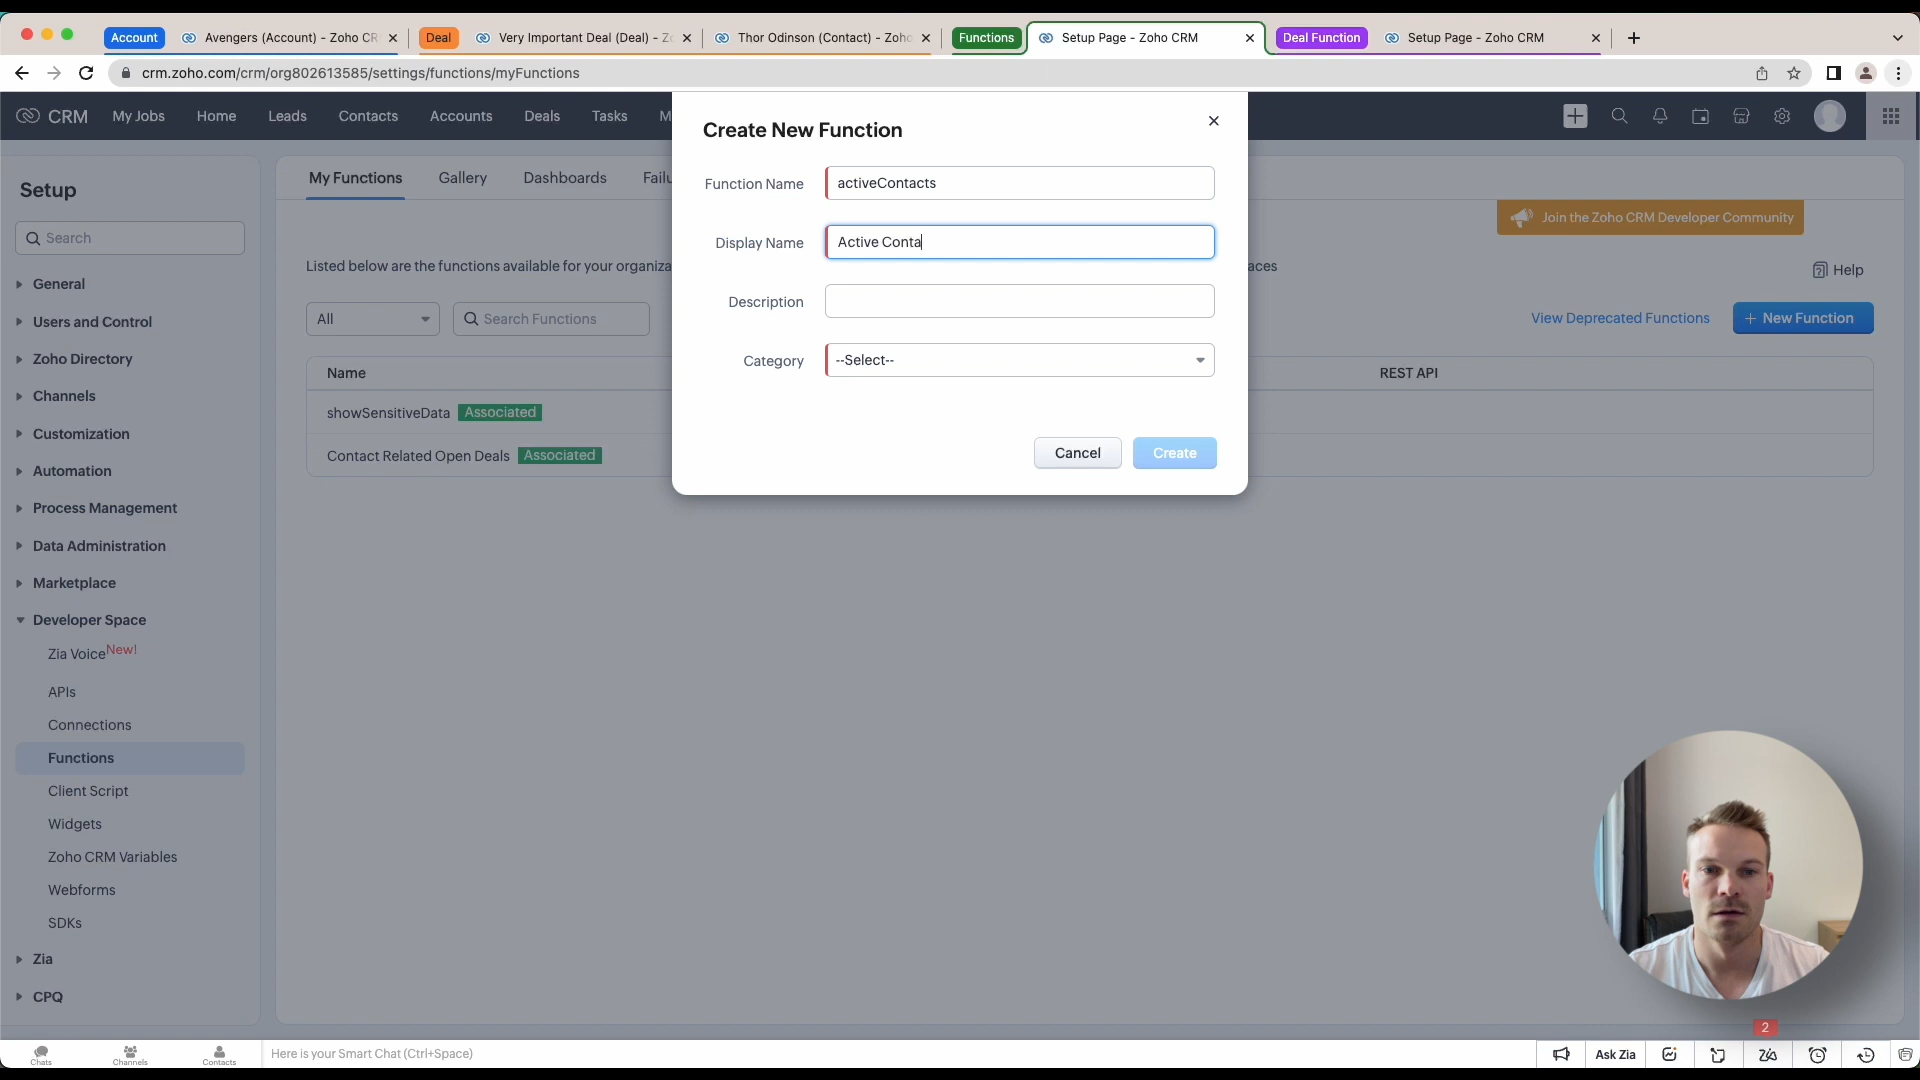 Account
Avengers (Account) - Zoho CR
Deal
Very Important Deal (Deal) - Z
Thor Odinson (Contact) - Zoho
Functions
Setup Page - Zoho CRM
Deal Function
Setup Page - Zoho CRM
crm.zoho.com/crm/org802613585/settings/functions/myFunctions
CRM
My Jobs
Home
Leads
Contacts
Accounts
Deals
Tasks
M
Setup
Search
General
Users and Control
Zoho Directory
Channels
Customization
Automation
Process Management
Data Administration
Marketplace
Developer Space
Zia Voice New!
APIs
Connections
Functions
Client Script
Widgets
Zoho CRM Variables
Webforms
SDKs
Zia
CPQ
My Functions
Gallery
Dashboards
Failu
Join the Zoho CRM Developer Community
Listed below are the functions available for your organiza
aces
Help
All
Search Functions
View Deprecated Functions
+ New Function
Name
REST API
showSensitiveData Associated
Contact Related Open Deals Associated
Create New Function
Function Name
activeContacts
Display Name
Active Conta
Description
Category
--Select--
Cancel
Create
2
Chats
Channels
Contacts
Here is your Smart Chat (Ctrl+Space)
Ask Zia